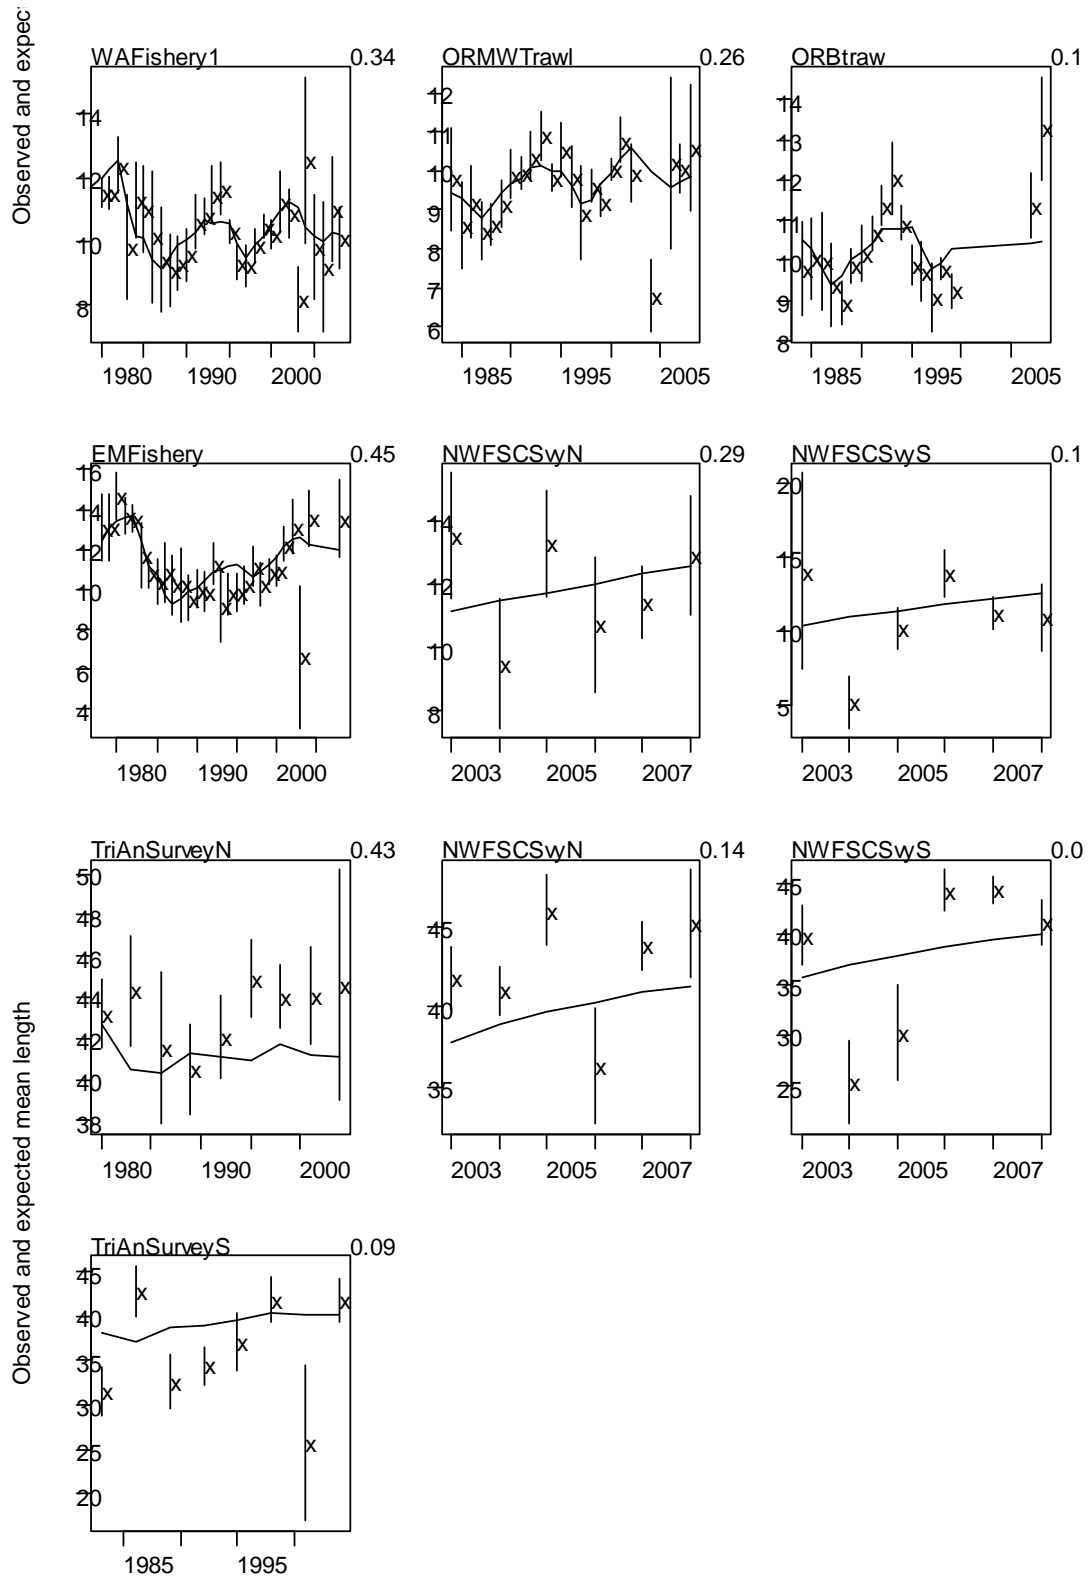 Observed and expec
WAFishery1 0.34
14
12
10
8
1980 1990 2000
ORMWTrawl 0.26
12
11
10
9
8
7
6
1985 1995 2005
ORBtraw 0.1
14
13
12
11
10
9
8
1985 1995 2005
EMFishery 0.45
16
14
12
10
8
6
4
1980 1990 2000
NWFSCSvyN 0.29
14
12
10
8
2003 2005 2007
NWFSCSvyS 0.1
20
15
10
5
2003 2005 2007
Observed and expected mean length
TriAnSurveyN 0.43
50
48
46
44
42
40
38
1980 1990 2000
NWFSCSvyN 0.14
45
40
35
2003 2005 2007
NWFSCSvyS 0.0
45
40
35
30
25
2003 2005 2007
TriAnSurveyS 0.09
45
40
35
30
25
20
1985 1995